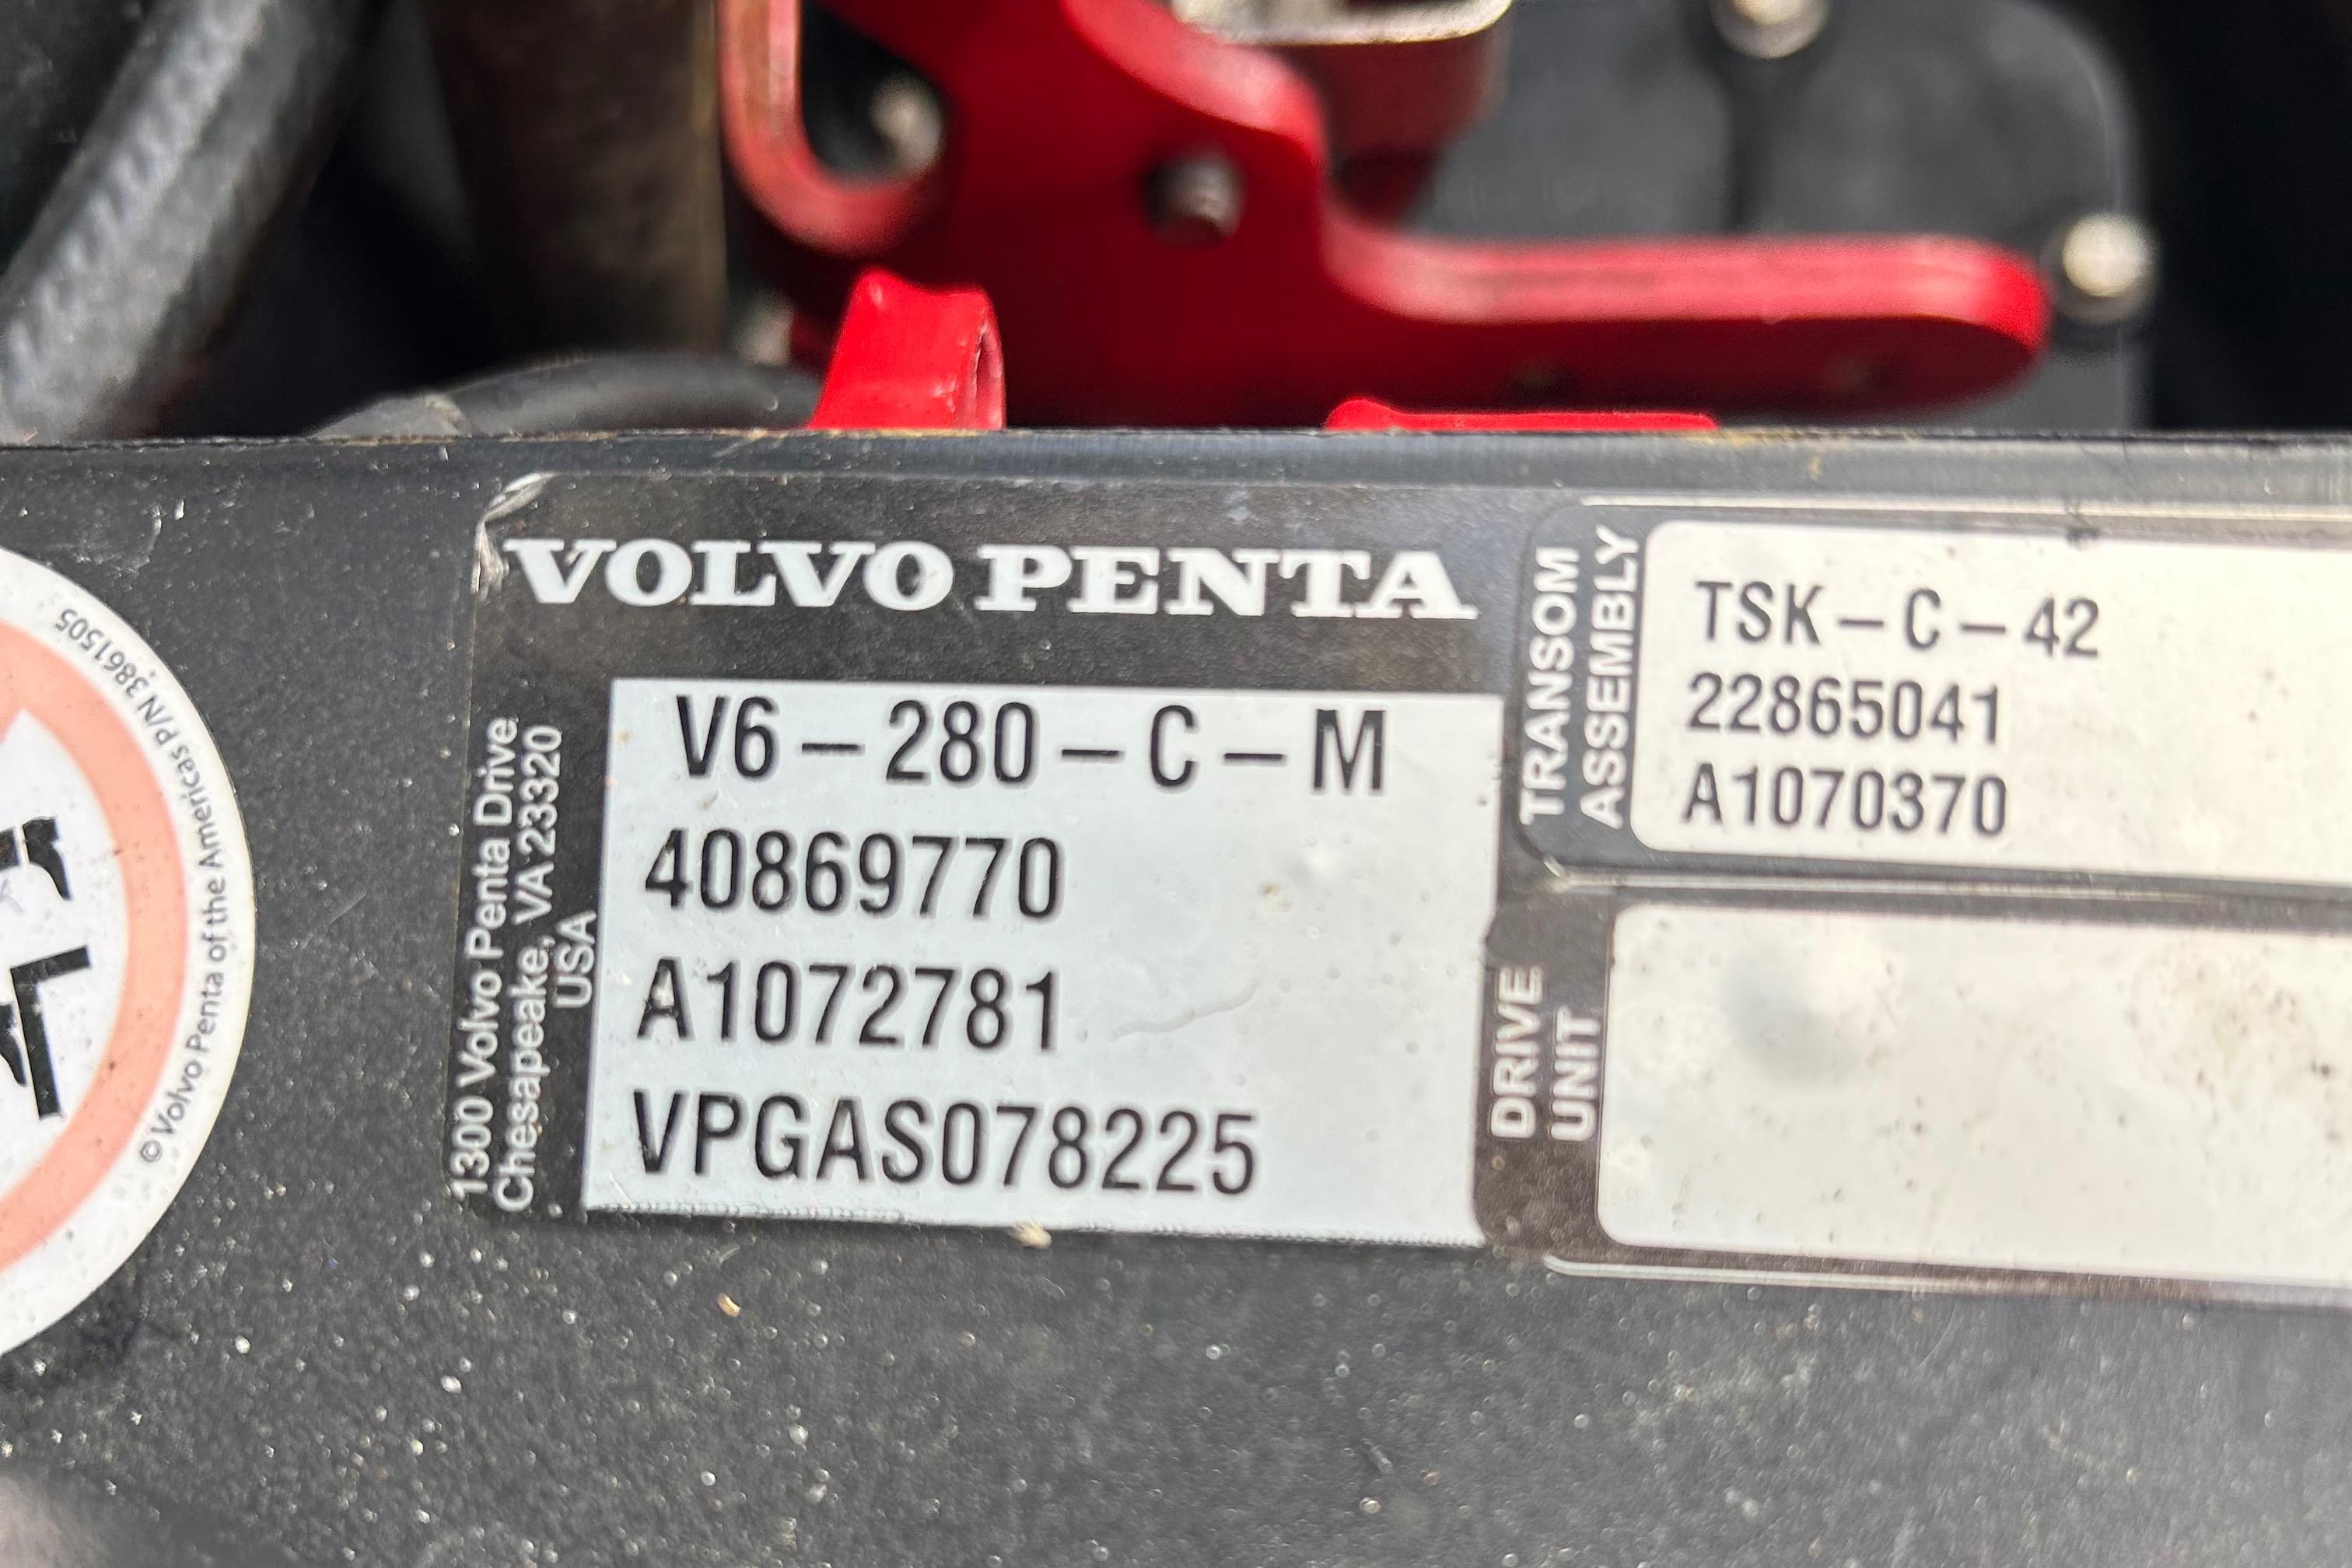 VOLVO PENTA
V6-280-C-M
40869770
A1072781
VPGAS078225
1300 Volvo Penta Drive
Chesapeake, VA 23320
USA
TRANSOM
ASSEMBLY
TSK-C-42
22865041
A1070370
DRIVE
UNIT
© Volvo Penta of the Americas P/N 3861505